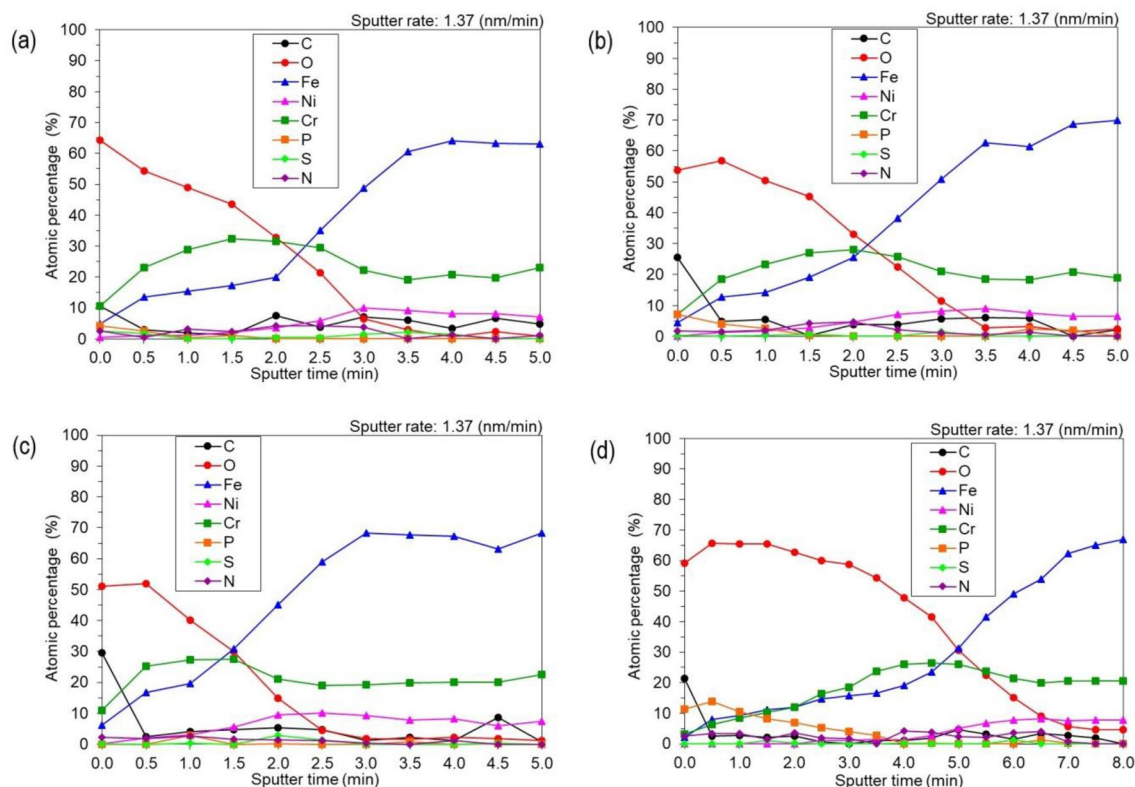 Sputter rate: 1.37 (nm/min)
(a)
100
90
80
70
60
50
40
30
20
10
0
Atomic percentage (%)
C
O
Fe
Ni
Cr
P
S
N
0.0 0.5 1.0 1.5 2.0 2.5 3.0 3.5 4.0 4.5 5.0
Sputter time (min)
Sputter rate: 1.37 (nm/min)
(b)
100
90
80
70
60
50
40
30
20
10
0
Atomic percentage (%)
C
O
Fe
Ni
Cr
P
S
N
0.0 0.5 1.0 1.5 2.0 2.5 3.0 3.5 4.0 4.5 5.0
Sputter time (min)
Sputter rate: 1.37 (nm/min)
(c)
100
90
80
70
60
50
40
30
20
10
0
Atomic percentage (%)
C
O
Fe
Ni
Cr
P
S
N
0.0 0.5 1.0 1.5 2.0 2.5 3.0 3.5 4.0 4.5 5.0
Sputter time (min)
Sputter rate: 1.37 (nm/min)
(d)
100
90
80
70
60
50
40
30
20
10
0
Atomic percentage (%)
C
O
Fe
Ni
Cr
P
S
N
0.0 1.0 2.0 3.0 4.0 5.0 6.0 7.0 8.0
Sputter time (min)